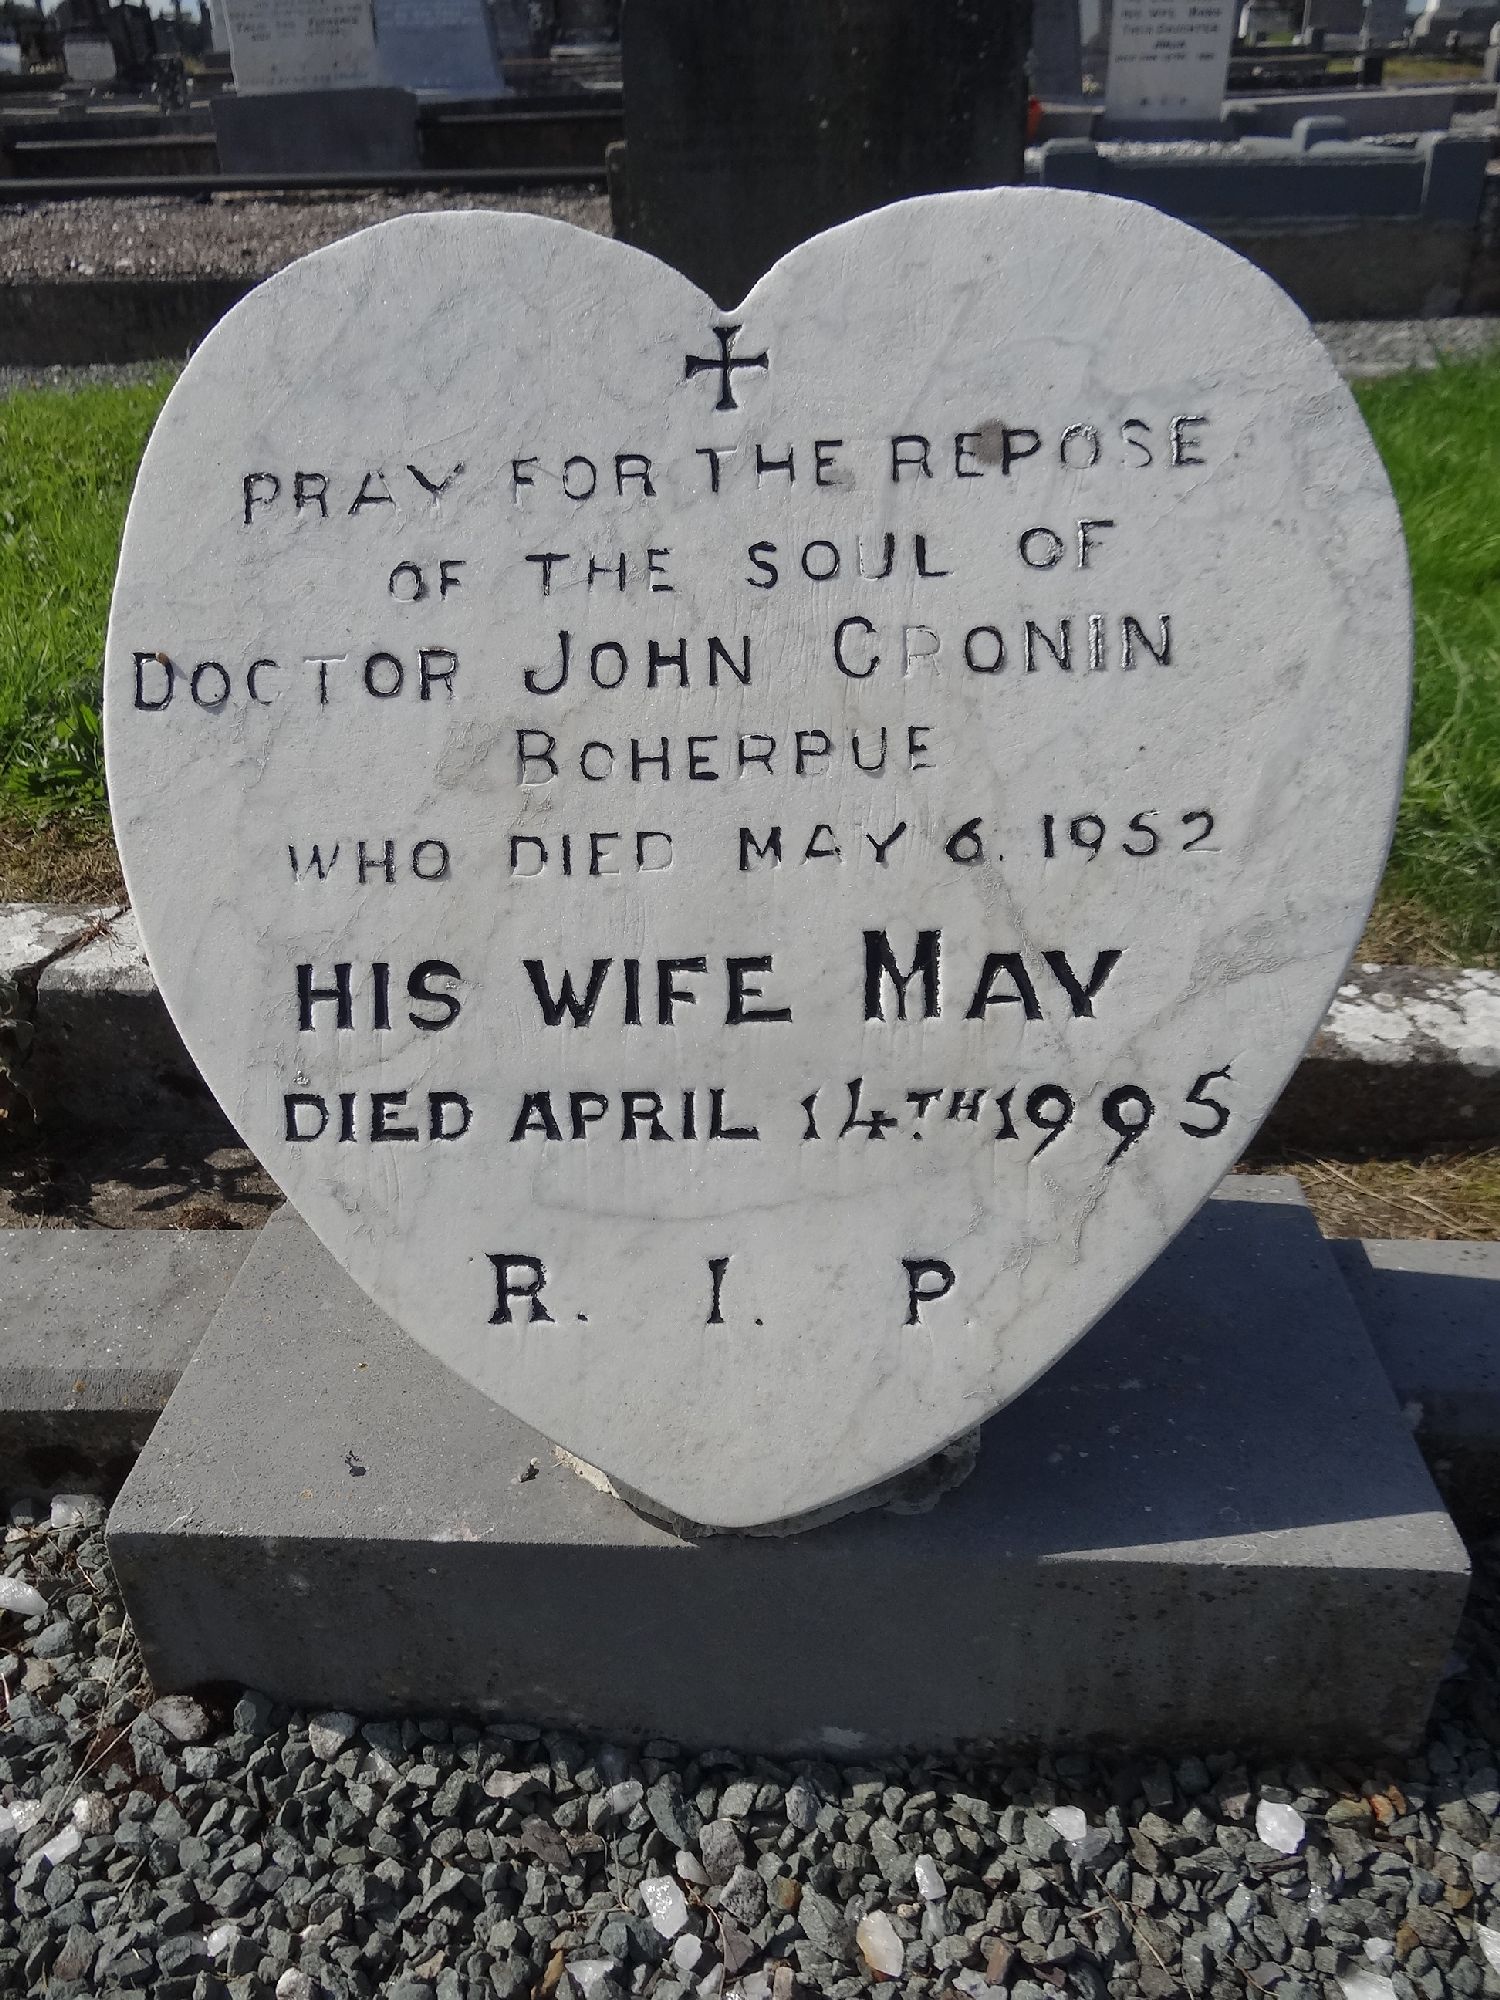 PRAY FOR THE REPOSE
OF THE SOUL OF
DOCTOR JOHN CRONIN
BOHERPUE
WHO DIED MAY 6. 1952
HIS WIFE MAY
DIED APRIL 14TH 1995
R. I. P.